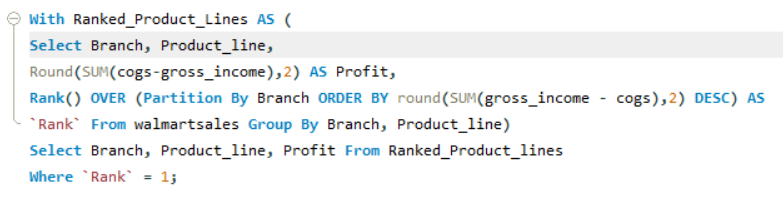 With Ranked_Product_Lines AS (
Select Branch, Product_line,
Round(SUM(cogs-gross_income),2) AS Profit,
Rank() OVER (Partition By Branch ORDER BY round(SUM(gross_income - cogs),2) DESC) AS
`Rank` From walmartsales Group By Branch, Product_line)
Select Branch, Product_line, Profit From Ranked_Product_lines
Where `Rank` = 1;